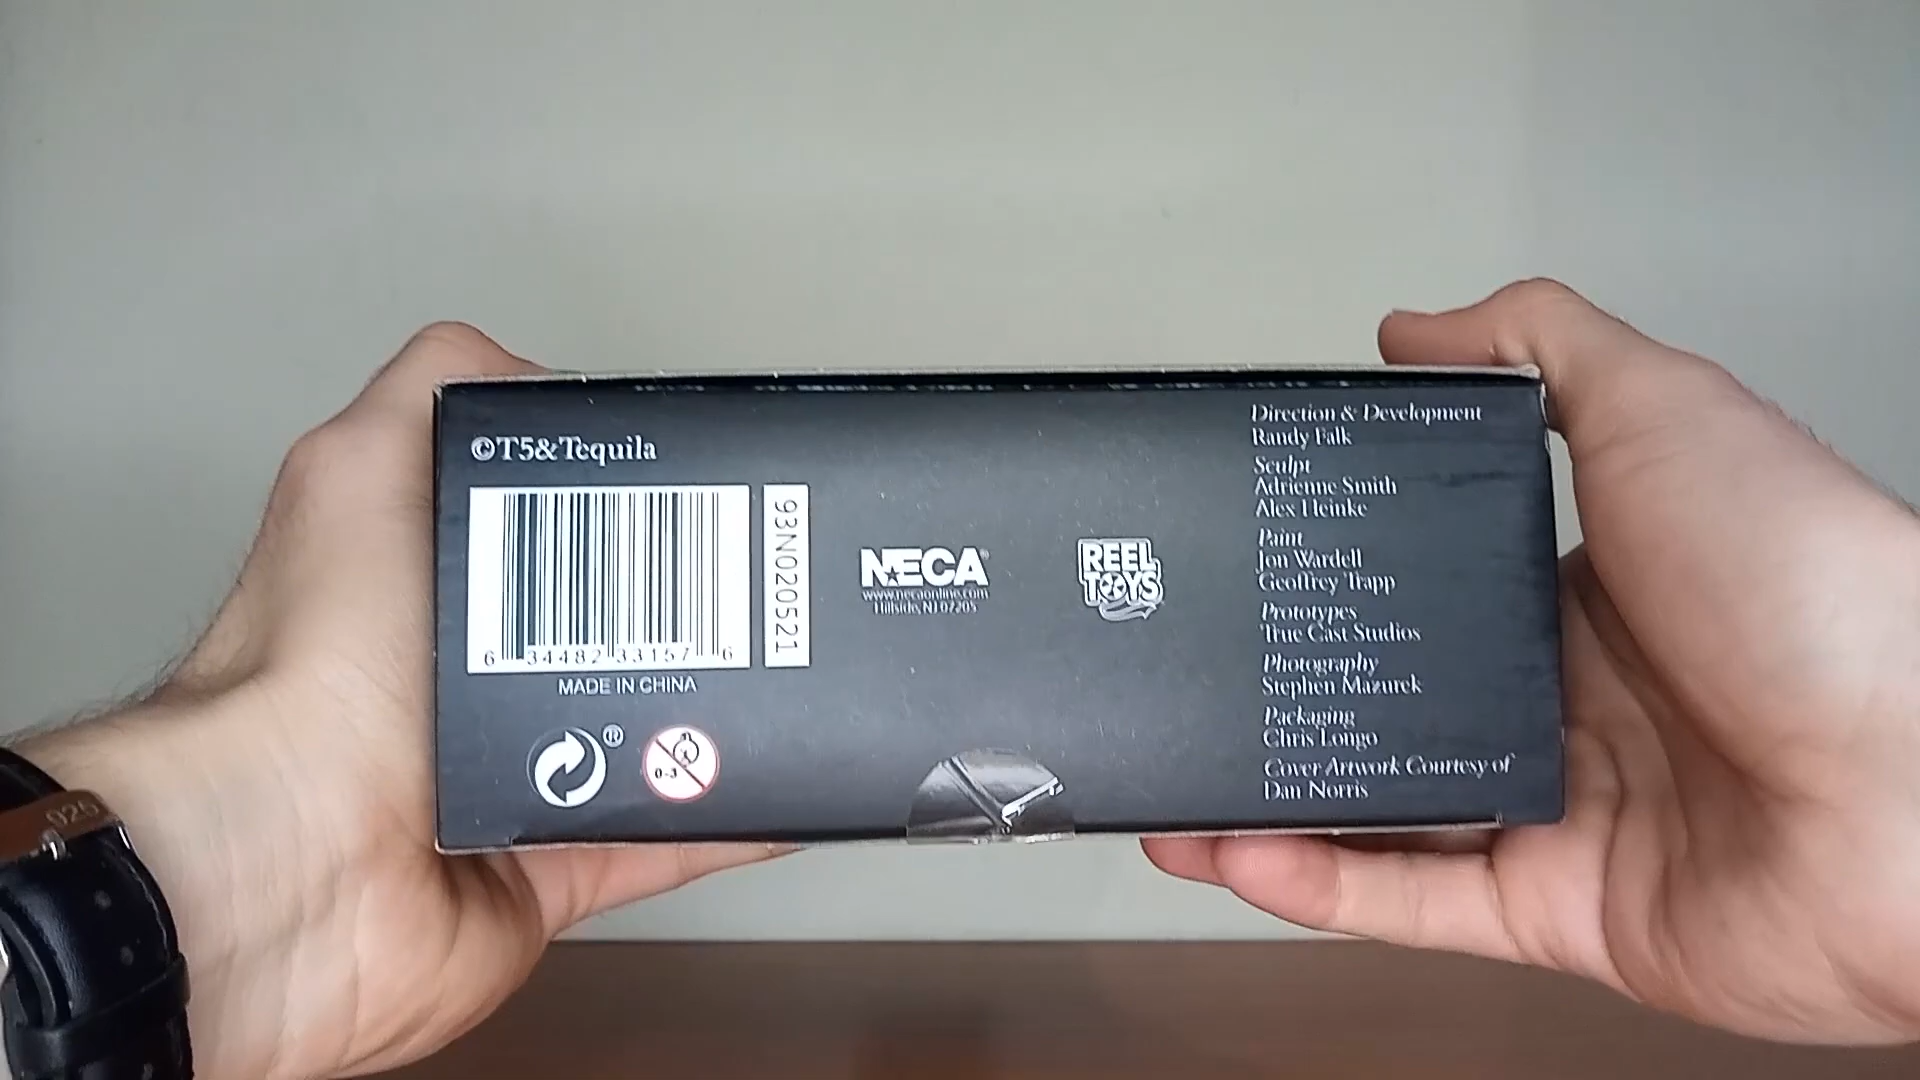 ©T5&Tequila
6 34482 33157 6
93N020521
MADE IN CHINA
®
0-3
NECA®
www.necaonline.com
Hillside, NJ 07205
REEL
TOYS
Direction & Development
Randy Falk
Sculpt
Adrienne Smith
Alex Heinke
Paint
Jon Wardell
Geoffrey Trapp
Prototypes
True Cast Studios
Photography
Stephen Mazurek
Packaging
Chris Longo
Cover Artwork Courtesy of
Dan Norris
925